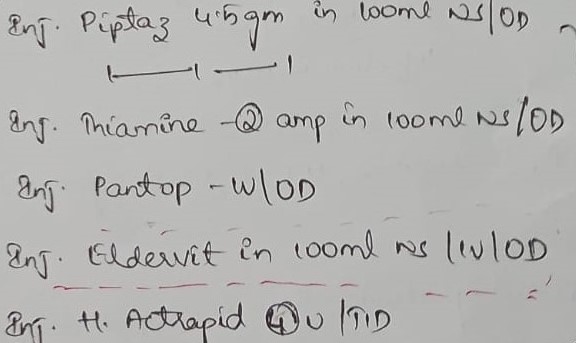 Inj. Piptaz 4.5gm in 100ml NS/OD
Inj. Thiamine - ② amp in 100ml NS/OD
Inj. Pantop - IV/OD
Inj. Eldervit in 100ml NS /IV/OD
Inj. H. Actrapid ④U /TID